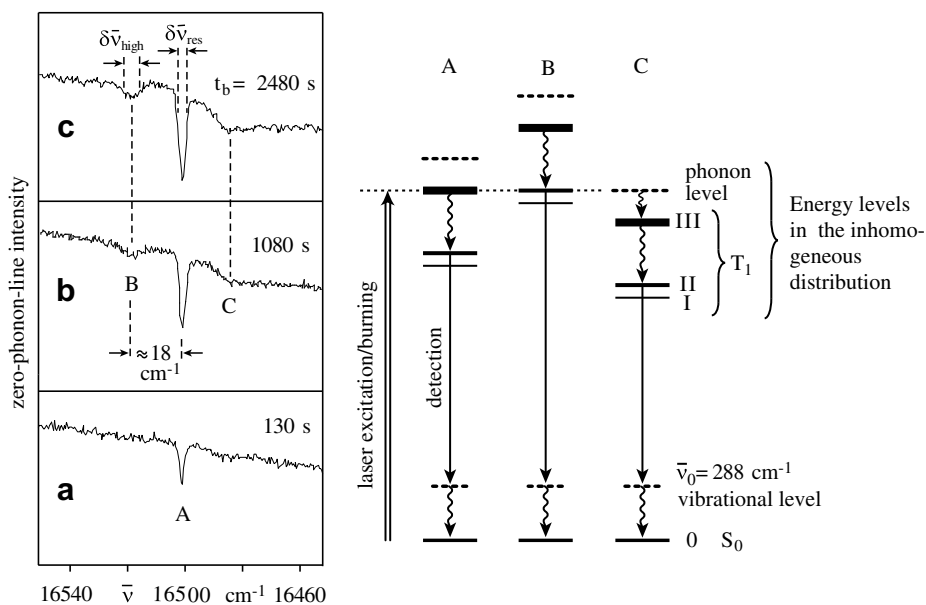 zero-phonon-line intensity
δν̄high δν̄res
tb = 2480 s
c
1080 s
B
C
b
≈ 18
cm-1
130 s
a
A
16540 ν̄ 16500 cm-1 16460
laser excitation/burning
A B C
detection
phonon
level
III
II
I
T1
Energy levels
in the inhomo-
geneous
distribution
ν̄0 = 288 cm-1
vibrational level
0 S0